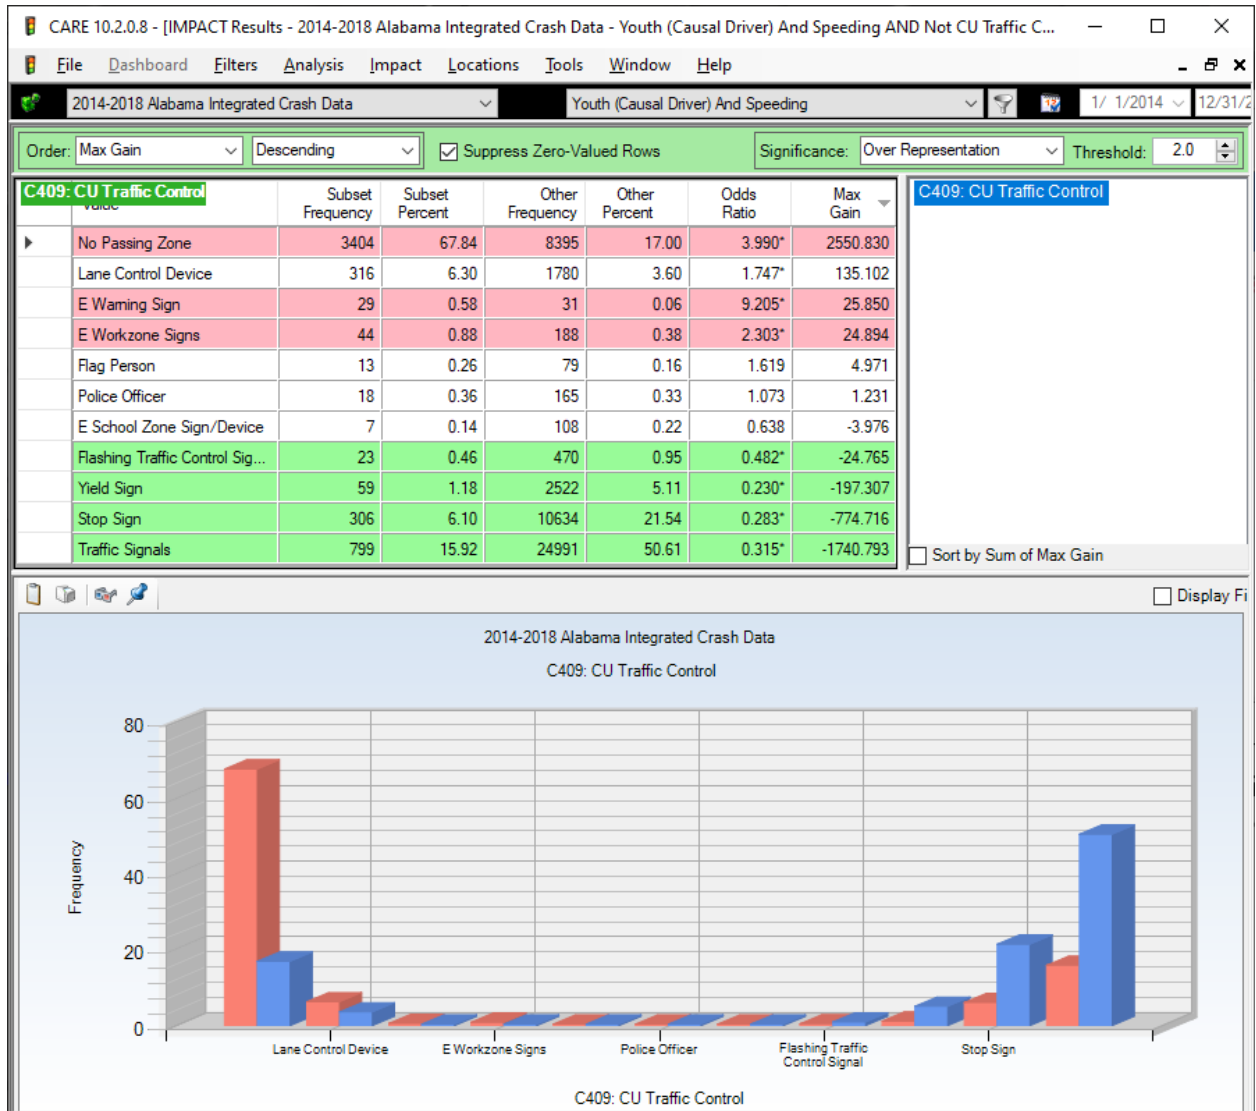 CARE 10.2.0.8 - [IMPACT Results - 2014-2018 Alabama Integrated Crash Data - Youth (Causal Driver) And Speeding AND Not CU Traffic C...
File Dashboard Filters Analysis Impact Locations Tools Window Help
2014-2018 Alabama Integrated Crash Data Youth (Causal Driver) And Speeding 1/ 1/2014 12/31/2
Order: Max Gain Descending Suppress Zero-Valued Rows Significance: Over Representation Threshold: 2.0
C409: CU Traffic Control Subset Frequency Subset Percent Other Frequency Other Percent Odds Ratio Max Gain C409: CU Traffic Control
No Passing Zone 3404 67.84 8395 17.00 3.990* 2550.830
Lane Control Device 316 6.30 1780 3.60 1.747* 135.102
E Warning Sign 29 0.58 31 0.06 9.205* 25.850
E Workzone Signs 44 0.88 188 0.38 2.303* 24.894
Flag Person 13 0.26 79 0.16 1.619 4.971
Police Officer 18 0.36 165 0.33 1.073 1.231
E School Zone Sign/Device 7 0.14 108 0.22 0.638 -3.976
Flashing Traffic Control Sig... 23 0.46 470 0.95 0.482* -24.765
Yield Sign 59 1.18 2522 5.11 0.230* -197.307
Stop Sign 306 6.10 10634 21.54 0.283* -774.716
Traffic Signals 799 15.92 24991 50.61 0.315* -1740.793
Sort by Sum of Max Gain
Display Fi
2014-2018 Alabama Integrated Crash Data
C409: CU Traffic Control
80
60
40
20
0
Frequency
Lane Control Device E Workzone Signs Police Officer Flashing Traffic Control Signal Stop Sign
C409: CU Traffic Control